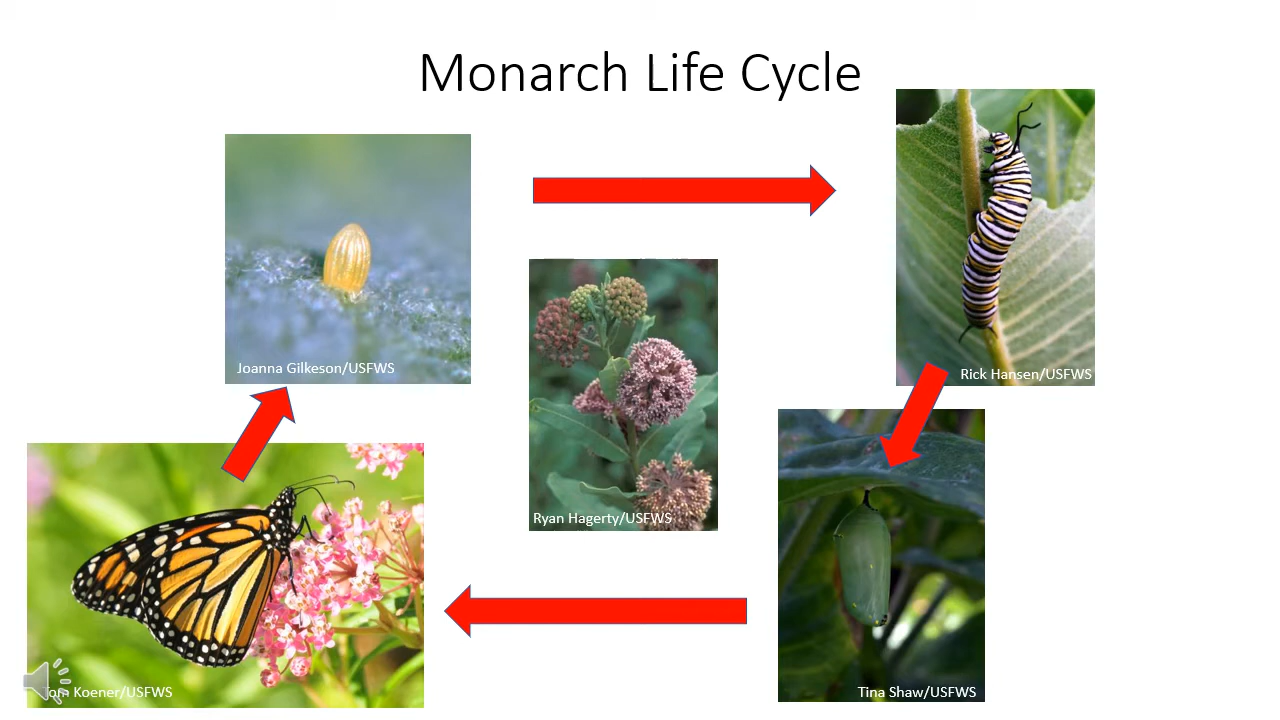 Monarch Life Cycle
Joanna Gilkeson/USFWS
Rick Hansen/USFWS
Ryan Hagerty/USFWS
Koener/USFWS
Tina Shaw/USFWS